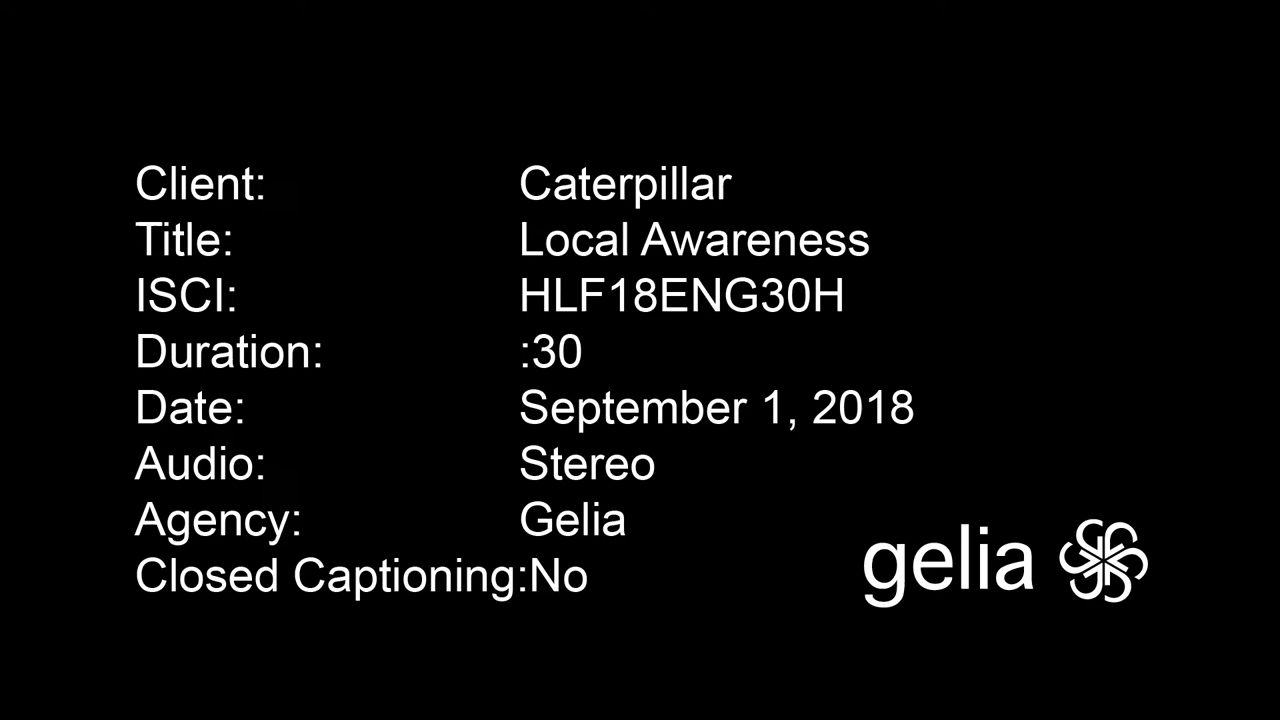 Client: Caterpillar
Title: Local Awareness
ISCI: HLF18ENG30H
Duration: :30
Date: September 1, 2018
Audio: Stereo
Agency: Gelia
Closed Captioning:No
gelia